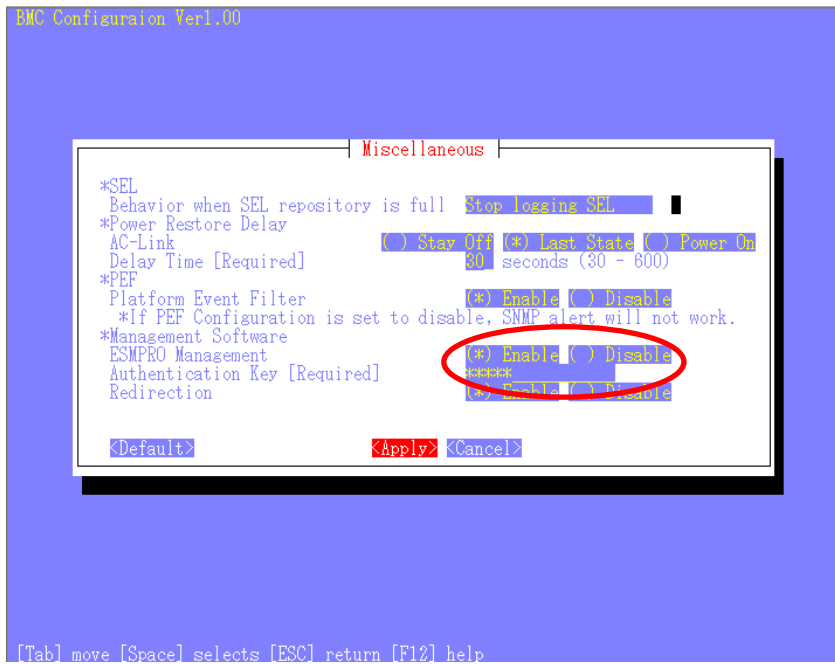 BMC Configuraion Ver1.00
Miscellaneous
*SEL
Behavior when SEL repository is full Stop logging SEL
*Power Restore Delay
AC-Link ( ) Stay Off (*) Last State ( ) Power On
Delay Time [Required] 30 seconds (30 - 600)
*PEF
Platform Event Filter (*) Enable ( ) Disable
*If PEF Configuration is set to disable, SNMP alert will not work.
*Management Software
ESMPRO Management (*) Enable ( ) Disable
Authentication Key [Required] *****
Redirection (*) Enable ( ) Disable
<Default> <Apply> <Cancel>
[Tab] move [Space] selects [ESC] return [F12] help